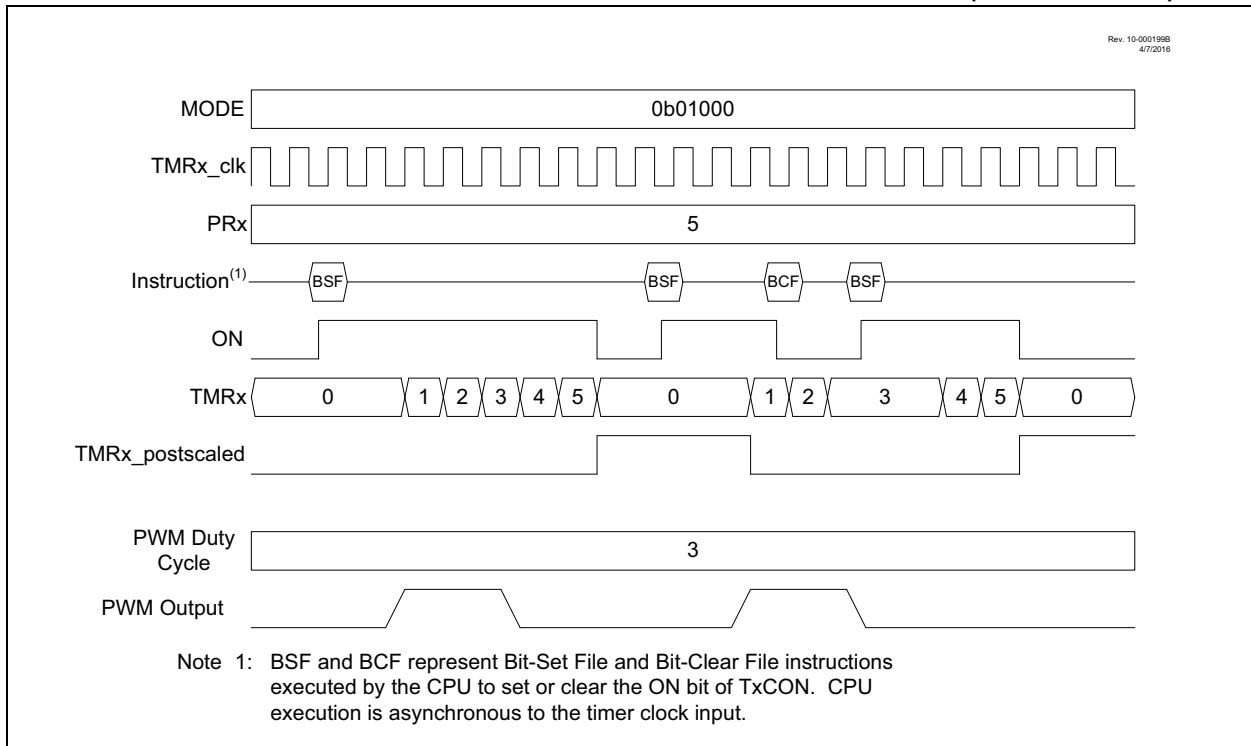 Rev. 10-000199B
4/7/2016
MODE 0b01000
TMRx_clk
PRx 5
Instruction(1) BSF BSF BCF BSF
ON
TMRx 0 1 2 3 4 5 0 1 2 3 4 5 0
TMRx_postscaled
PWM Duty
Cycle 3
PWM Output
Note 1: BSF and BCF represent Bit-Set File and Bit-Clear File instructions
executed by the CPU to set or clear the ON bit of TxCON. CPU
execution is asynchronous to the timer clock input.